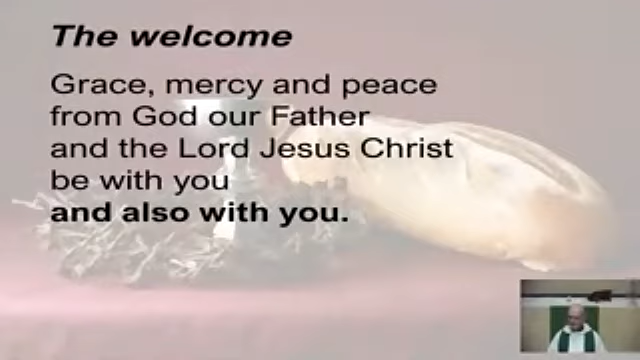 The welcome
Grace, mercy and peace
from God our Father
and the Lord Jesus Christ
be with you
and also with you.